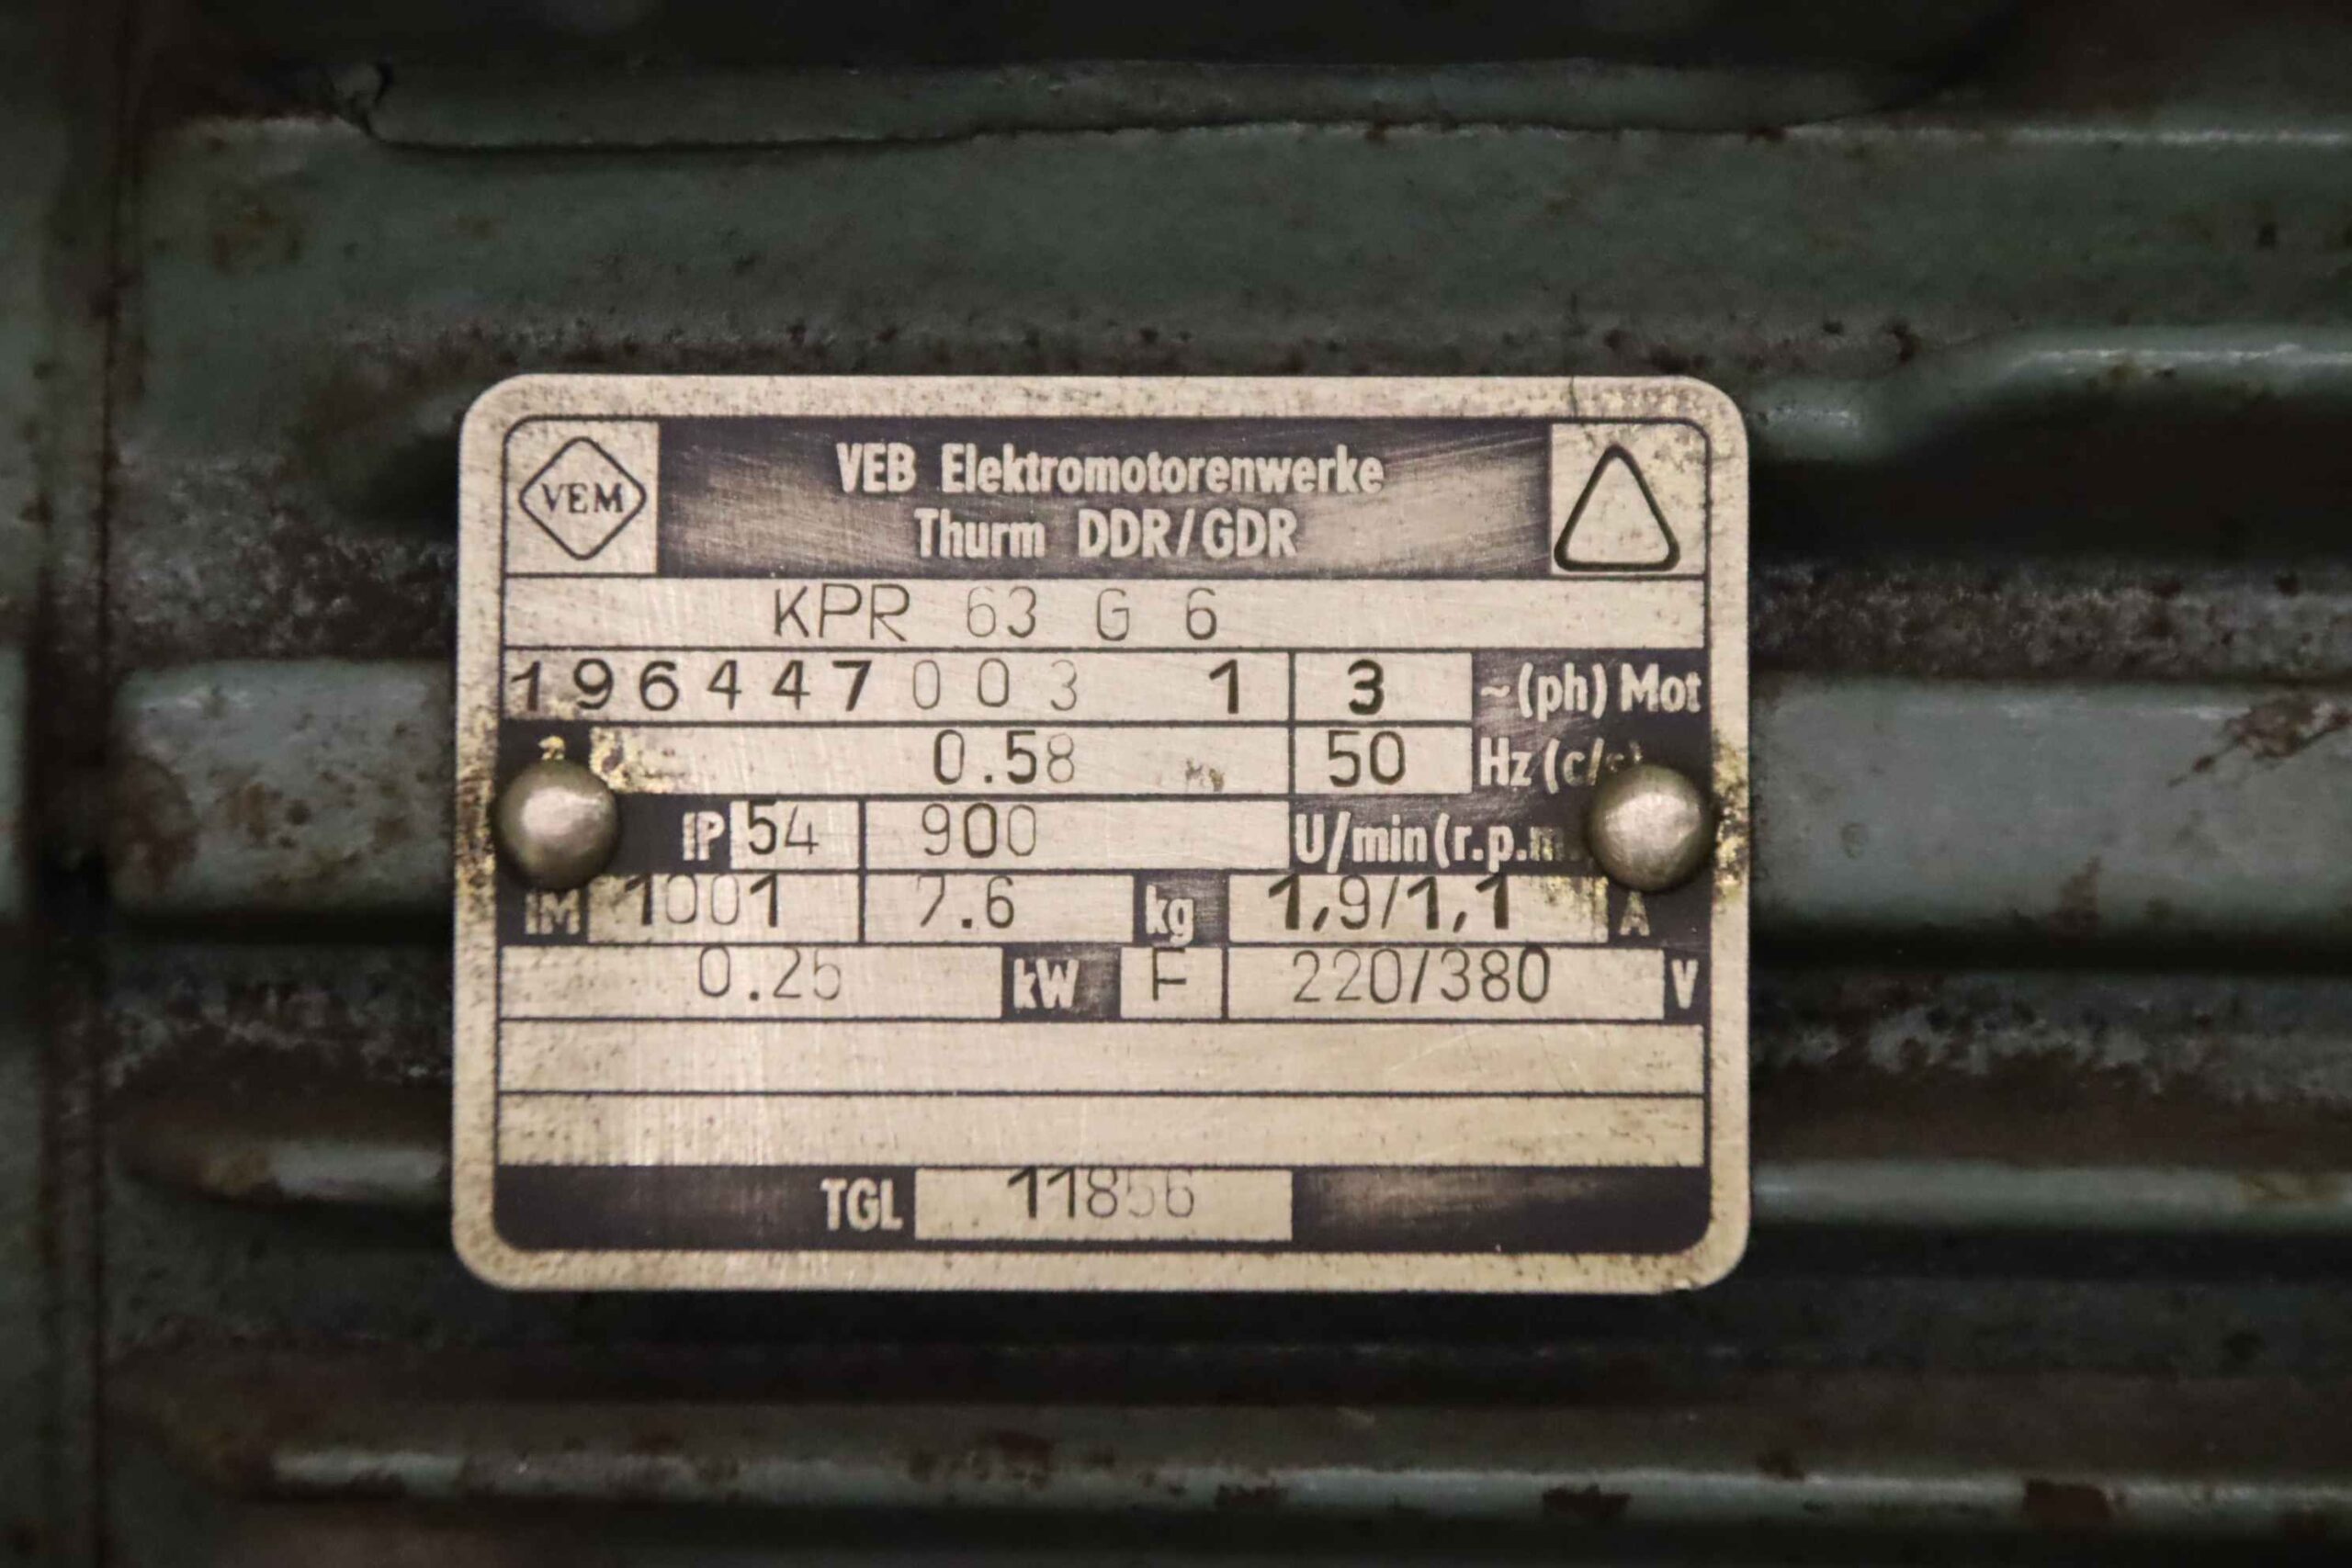 VEM
VEB Elektromotorenwerke
Thurm DDR/GDR
KPR 63 G 6
196447003 1 3 ~(ph) Mot
0.58 50 Hz
IP 54 900 U/min
IM 1001 7.6 kg 1,9/1,1 A
0.25 kW F 220/380 V
TGL 11856